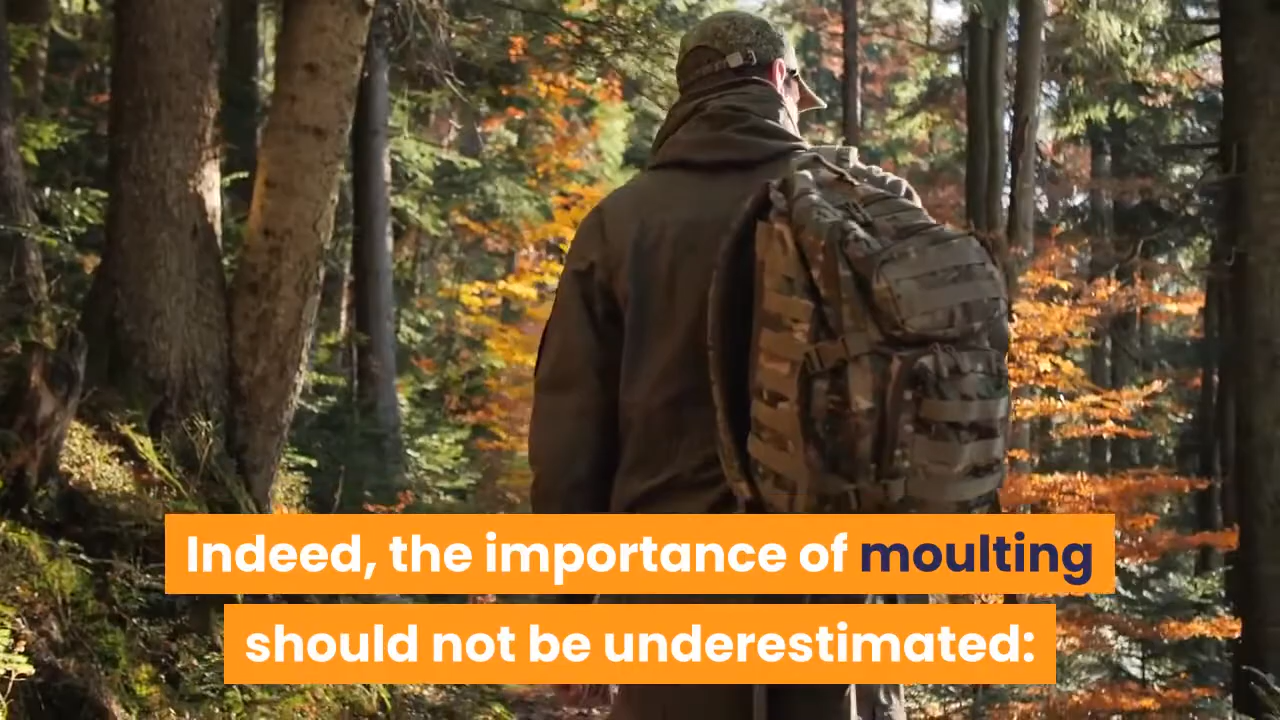 Indeed, the importance of moulting
should not be underestimated: